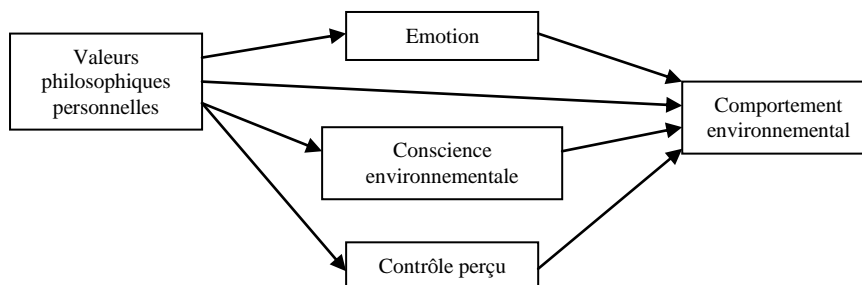 Emotion
Valeurs
philosophiques
personnelles
Comportement
environnemental
Conscience
environnementale
Contrôle perçu